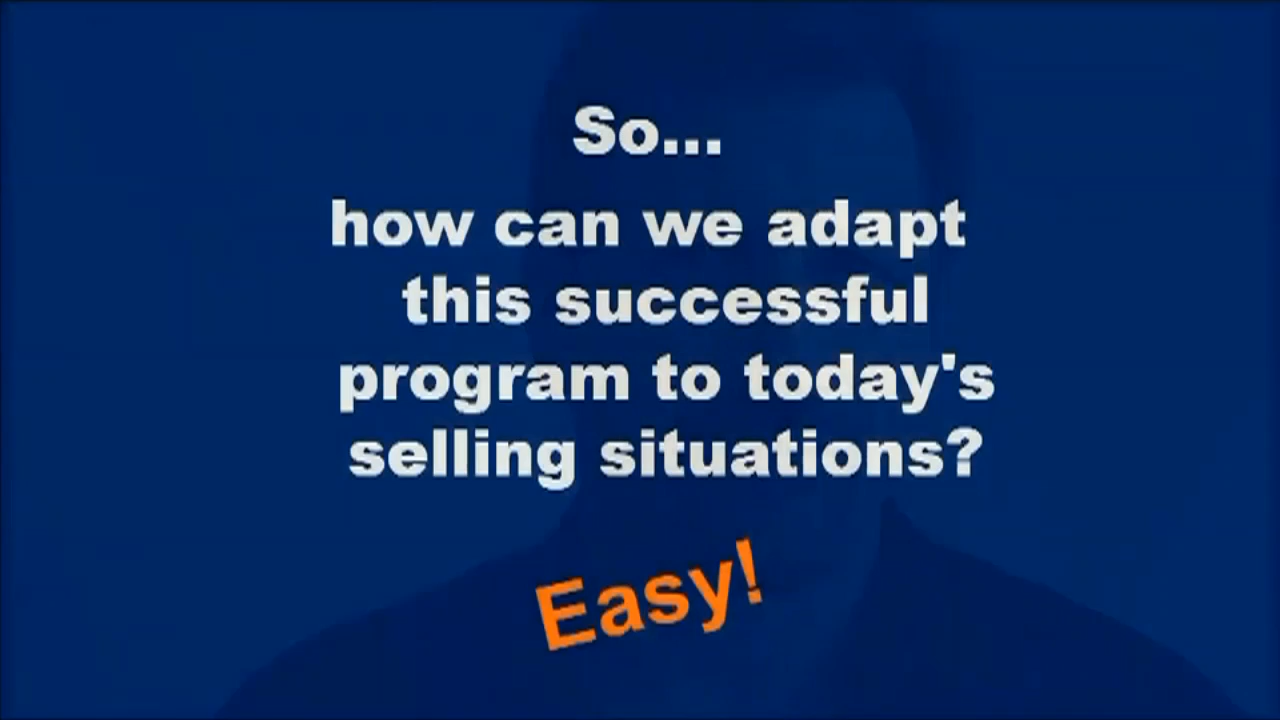 So...
how can we adapt
this successful
program to today's
selling situations?
Easy!